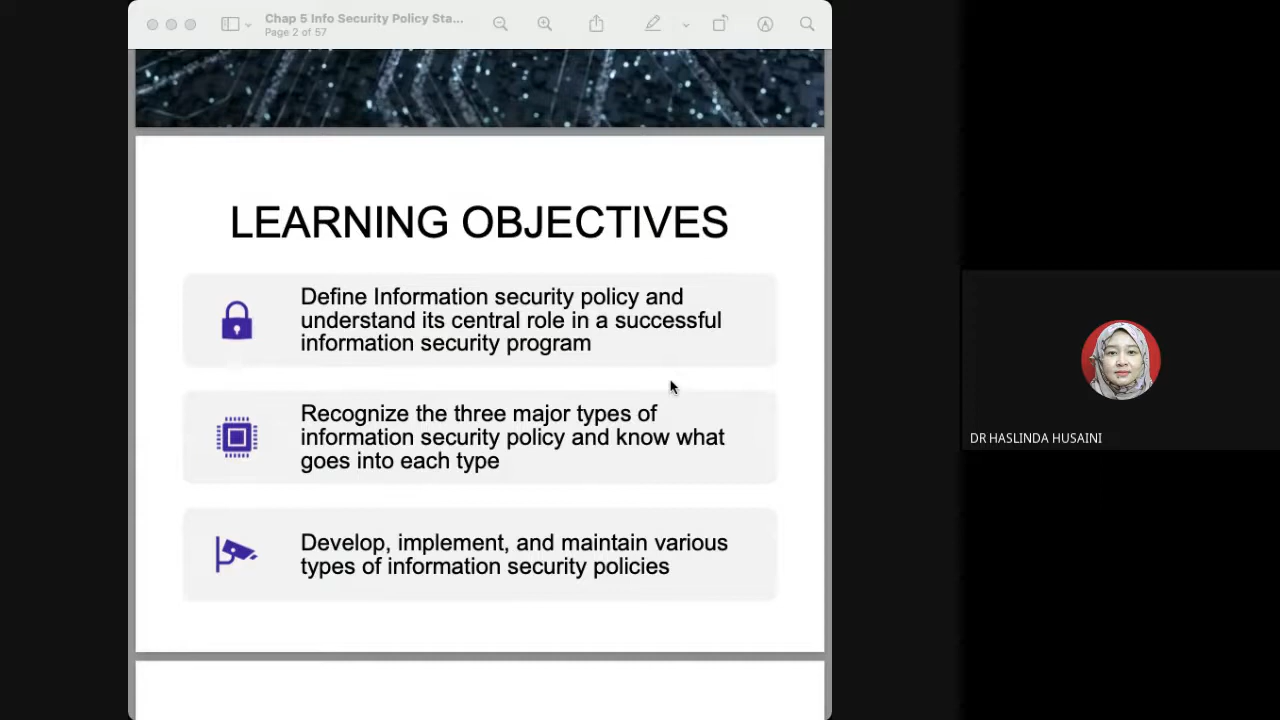 Chap 5 Info Security Policy Sta...
Page 2 of 57
LEARNING OBJECTIVES
Define Information security policy and
understand its central role in a successful
information security program
Recognize the three major types of
information security policy and know what
goes into each type
Develop, implement, and maintain various
types of information security policies
DR HASLINDA HUSAINI